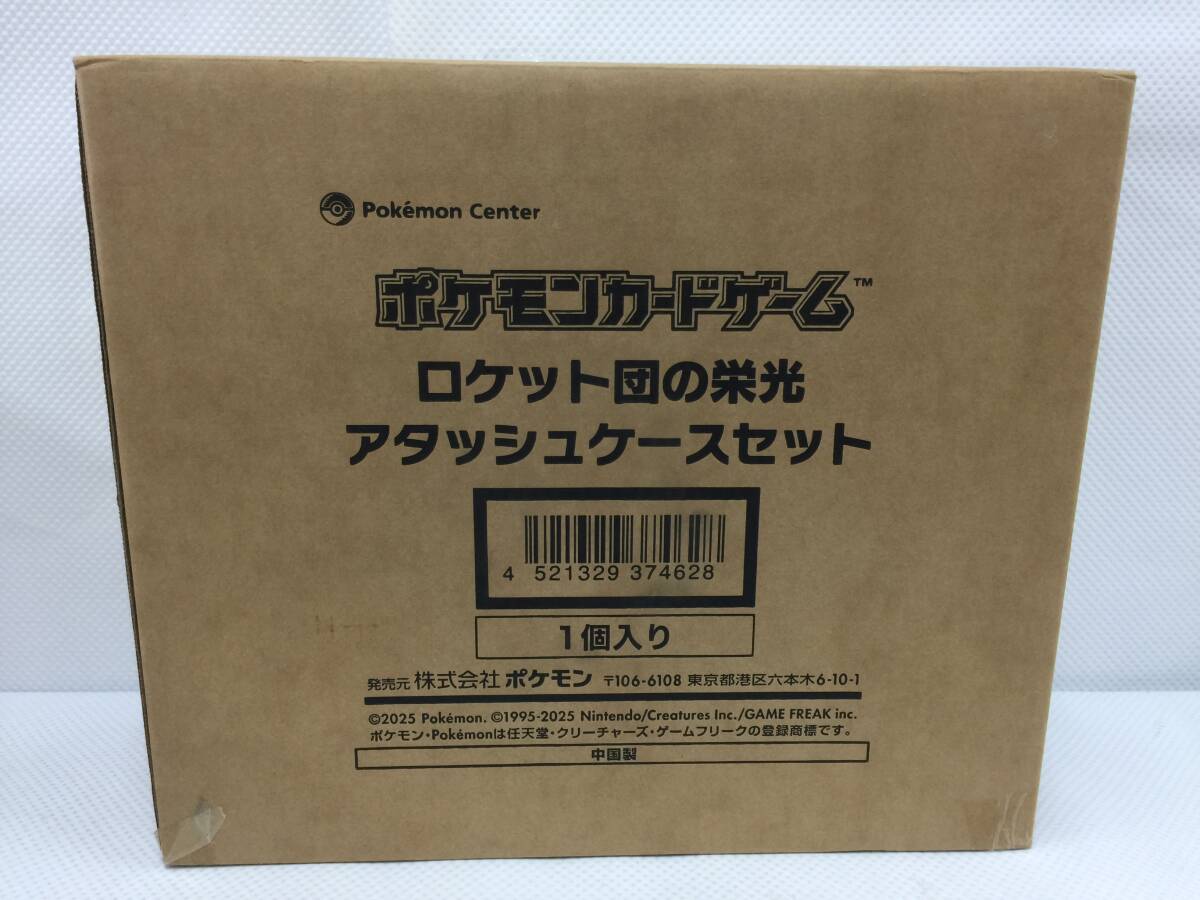 Pokémon Center
ポケモンカードゲーム™
ロケット団の栄光
アタッシュケースセット
4 521329 374628
1個入り
発売元 株式会社 ポケモン 〒106-6108 東京都港区六本木6-10-1
©2025 Pokémon. ©1995-2025 Nintendo/Creatures Inc./GAME FREAK inc.
ポケモン・Pokémonは任天堂・クリーチャーズ・ゲームフリークの登録商標です。
中国製